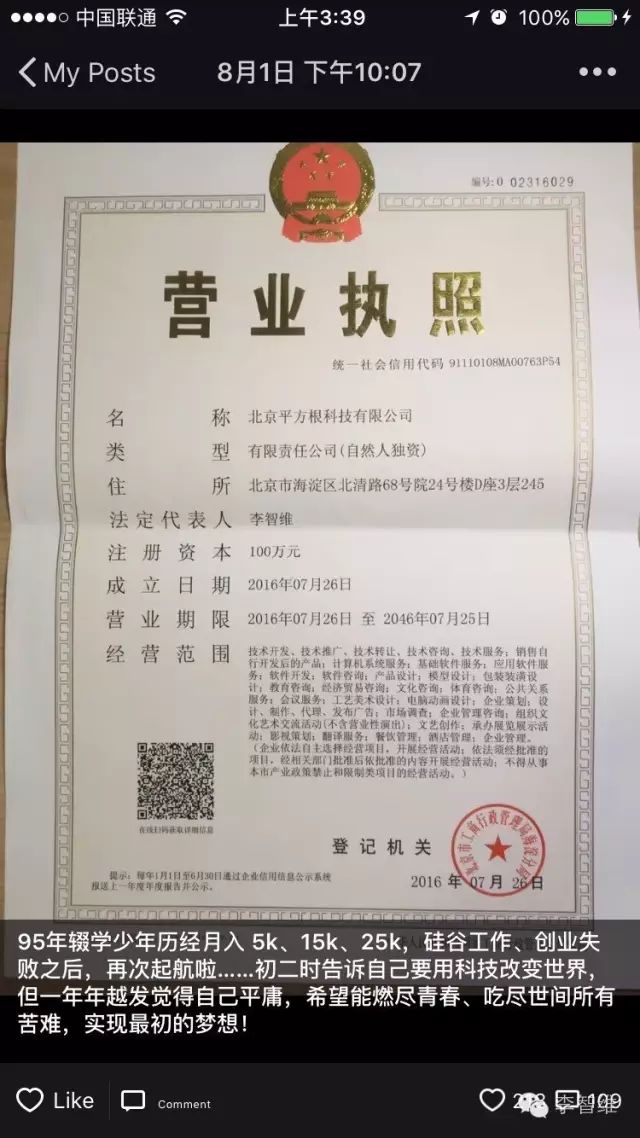 中国联通 上午3:39 100%
My Posts 8月1日 下午10:07
编号:0 02316029
营业执照
统一社会信用代码 91110108MA00763P54
名称 北京平方根科技有限公司
类型 有限责任公司(自然人独资)
住所 北京市海淀区北清路68号院24号楼D座3层245
法定代表人 李智维
注册资本 100万元
成立日期 2016年07月26日
营业期限 2016年07月26日 至 2046年07月25日
经营范围 技术开发、技术推广、技术转让、技术咨询、技术服务；销售自
行开发后的产品；计算机系统服务；基础软件服务；应用软件服
务；软件开发；软件咨询；产品设计；模型设计；包装装潢设
计；教育咨询；经济贸易咨询；文化咨询；体育咨询；公共关系
服务；会议服务；工艺美术设计；电脑动画设计；企业策划；设
计、制作、代理、发布广告；市场调查；企业管理咨询；组织文
化艺术交流活动(不含营业性演出)；文艺创作；承办展览展示活
动；影视策划；翻译服务；餐饮管理；酒店管理；企业管理。
(企业依法自主选择经营项目，开展经营活动；依法须经批准的
项目，经相关部门批准后依批准的内容开展经营活动；不得从事
本市产业政策禁止和限制类项目的经营活动。)
在线扫码获取详细信息
登记机关
北京市工商行政管理局海淀分局
2016年07月26日
提示：每年1月1日至6月30日通过企业信用信息公示系统
报送上一年度年度报告并公示。
95年辍学少年历经月入 5k、15k、25k，硅谷工作、创业失
败之后，再次起航啦......初二时告诉自己要用科技改变世界，
但一年年越发觉得自己平庸，希望能燃尽青春、吃尽世间所有
苦难，实现最初的梦想！
Like Comment 109
李智维